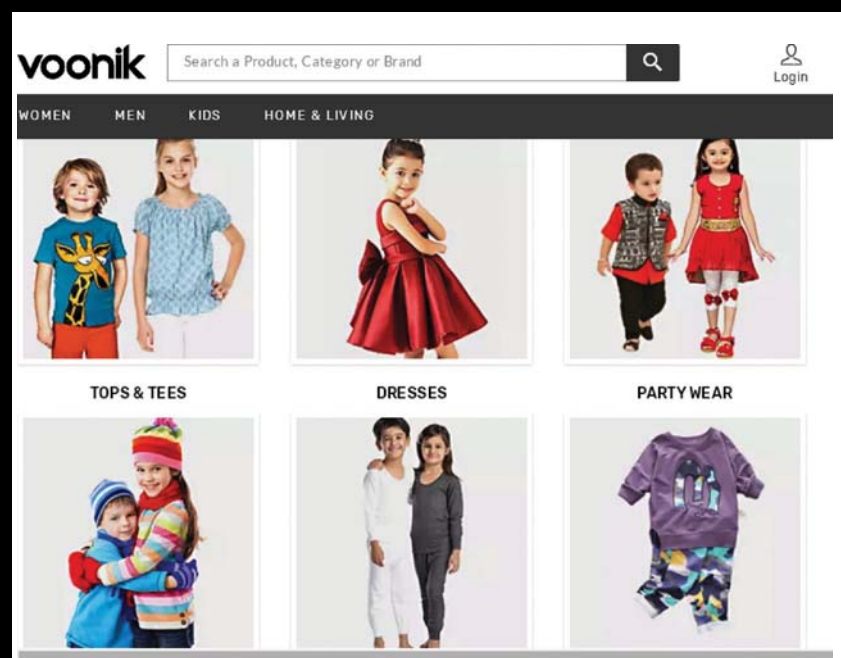 voonik
Search a Product, Category or Brand
Login
WOMEN MEN KIDS HOME & LIVING
TOPS & TEES DRESSES PARTY WEAR